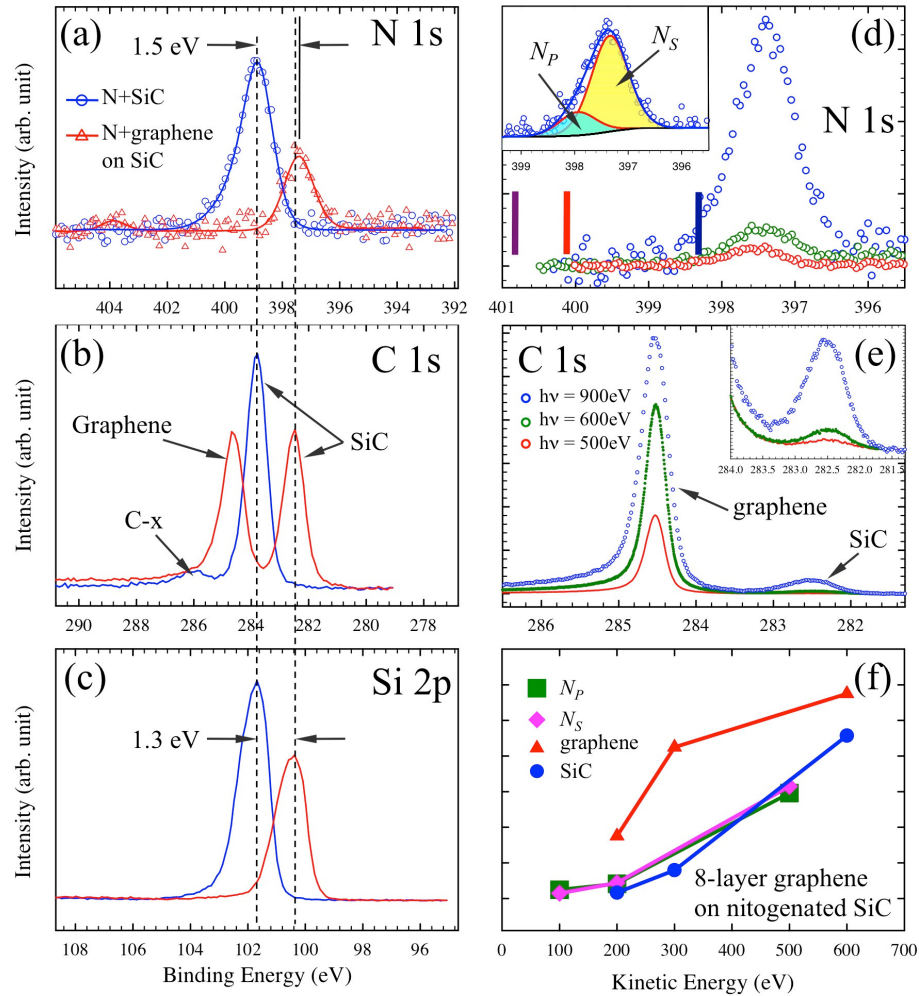 (a)
N 1s
1.5 eV
N+SiC
N+graphene
on SiC
Intensity (arb. unit)
404 402 400 398 396 394 392
(b)
C 1s
Graphene
SiC
C-x
Intensity (arb. unit)
290 288 286 284 282 280 278
(c)
Si 2p
1.3 eV
Intensity (arb. unit)
108 106 104 102 100 98 96
Binding Energy (eV)
(d)
N 1s
N_P
N_S
399 398 397 396
401 400 399 398 397 396
C 1s
(e)
hν = 900eV
hν = 600eV
hν = 500eV
284.0 283.5 283.0 282.5 282.0 281.5
graphene
SiC
286 285 284 283 282
(f)
N_P
N_S
graphene
SiC
8-layer graphene
on nitogenated SiC
0 100 200 300 400 500 600 700
Kinetic Energy (eV)